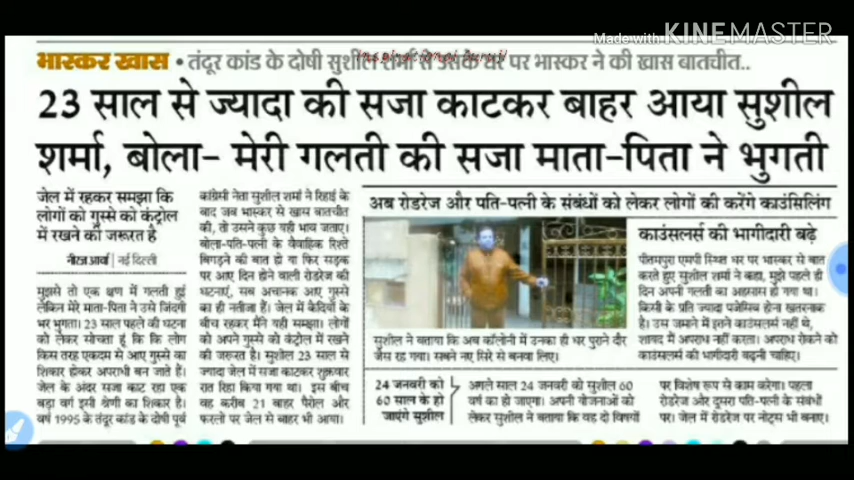 Made with KINEMASTER
भास्कर खास • तंदूर कांड के दोषी सुशील शर्मा से उसके घर पर भास्कर ने की खास बातचीत..
23 साल से ज्यादा की सजा काटकर बाहर आया सुशील
शर्मा, बोला- मेरी गलती की सजा माता-पिता ने भुगती
जेल में रहकर समझा कि
लोगों को गुस्से को कंट्रोल
में रखने की जरूरत है
नीरज आर्या | नई दिल्ली
मुझसे तो एक क्षण में गलती हुई
लेकिन मेरे माता-पिता ने उसे जिंदगी
भर भुगता। 23 साल पहले की घटना
को लेकर सोचता हूं कि कि लोग
किस तरह एकदम से आए गुस्से का
शिकार होकर अपराधी बन जाते हैं।
जेल के अंदर सजा काट रहा एक
बड़ा वर्ग इसी श्रेणी का शिकार है।
वर्ष 1995 के तंदूर कांड के दोषी पूर्व
कांग्रेसी नेता सुशील शर्मा ने रिहाई के
बाद जब भास्कर से खास बातचीत
की, तो उसने कुछ यही भाव जताए।
बोला-पति-पत्नी के वैवाहिक रिश्ते
बिगड़ने की बात हो या फिर सड़क
पर आए दिन होने वाली रोडरेज की
घटनाएं, सब अचानक आए गुस्से का
का ही नतीजा हैं। जेल में कैदियों के
बीच रहकर मैंने यही समझा। लोगों
को अपने गुस्से को कंट्रोल में रखने
की जरूरत है। सुशील 23 साल से
ज्यादा जेल में सजा काटकर शुक्रवार
रात रिहा किया गया था। इस बीच
वह करीब 21 बाहर पैरोल और
फरलो पर जेल से बाहर भी आया।
अब रोडरेज और पति-पत्नी के संबंधों को लेकर लोगों की करेंगे काउंसिलिंग
सुशील ने बताया कि अब कॉलोनी में उनका ही घर पुराने दौर
जैस रह गया। सबने नए सिरे से बनवा लिए।
काउंसलर्स की भागीदारी बढ़े
पीतमपुरा एमपी स्थित घर पर भास्कर से बात
करते हुए सुशील शर्मा ने कहा, मुझे पहले ही
दिन अपनी गलती का अहसास हो गया था।
किसी के प्रति ज्यादा पजेसिव होना खतरनाक
है। उस जमाने में इतने काउंसलर्स नहीं थे,
शायद मैं अपराध नहीं करता। अपराध रोकने को
काउंसलर्स की भागीदारी बढ़नी चाहिए।
24 जनवरी को
60 साल के हो
जाएंगे सुशील
अगले साल 24 जनवरी को सुशील 60
वर्ष का हो जाएगा। अपनी योजनाओं को
लेकर सुशील ने बताया कि वह दो विषयों
पर विशेष रूप से काम करेगा। पहला
रोडरेज और दूसरा पति-पत्नी के संबंधों
पर। जेल में रोडरेज पर नोट्स भी बनाए।